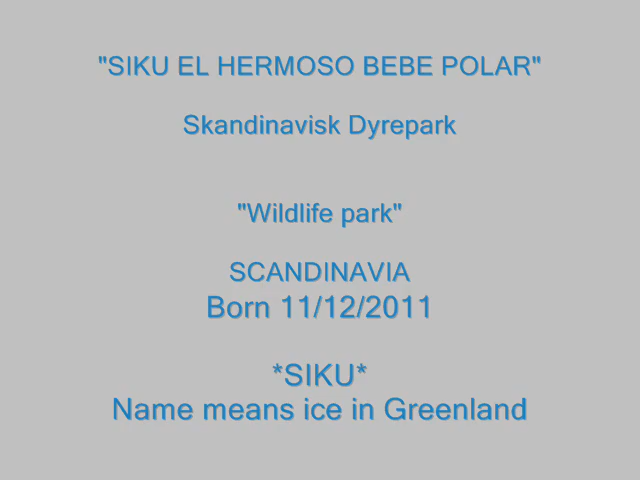 "SIKU EL HERMOSO BEBE POLAR"
Skandinavisk Dyrepark
"Wildlife park"
SCANDINAVIA
Born 11/12/2011
*SIKU*
Name means ice in Greenland